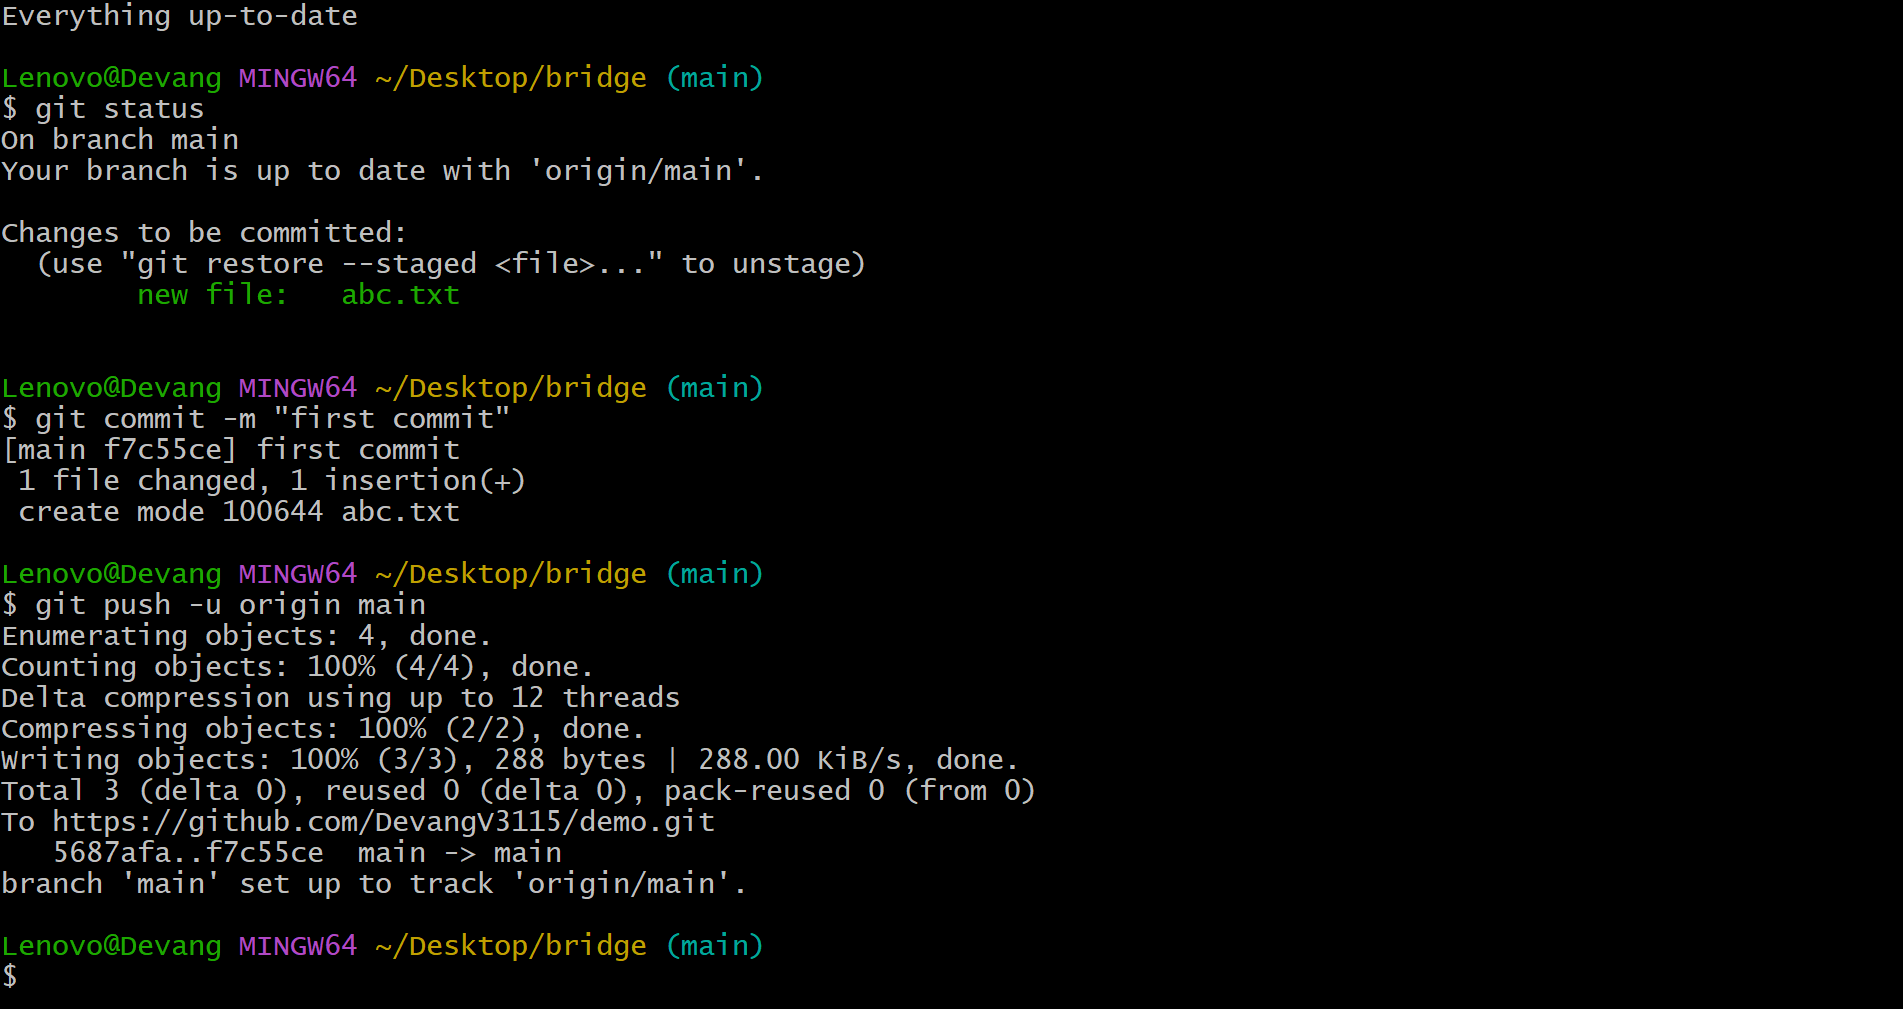 Everything up-to-date
Lenovo@Devang MINGW64 ~/Desktop/bridge (main)
$ git status
On branch main
Your branch is up to date with 'origin/main'.
Changes to be committed:
  (use "git restore --staged <file>..." to unstage)
        new file:   abc.txt
Lenovo@Devang MINGW64 ~/Desktop/bridge (main)
$ git commit -m "first commit"
[main f7c55ce] first commit
 1 file changed, 1 insertion(+)
 create mode 100644 abc.txt
Lenovo@Devang MINGW64 ~/Desktop/bridge (main)
$ git push -u origin main
Enumerating objects: 4, done.
Counting objects: 100% (4/4), done.
Delta compression using up to 12 threads
Compressing objects: 100% (2/2), done.
Writing objects: 100% (3/3), 288 bytes | 288.00 KiB/s, done.
Total 3 (delta 0), reused 0 (delta 0), pack-reused 0 (from 0)
To https://github.com/DevangV3115/demo.git
   5687afa..f7c55ce  main -> main
branch 'main' set up to track 'origin/main'.
Lenovo@Devang MINGW64 ~/Desktop/bridge (main)
$